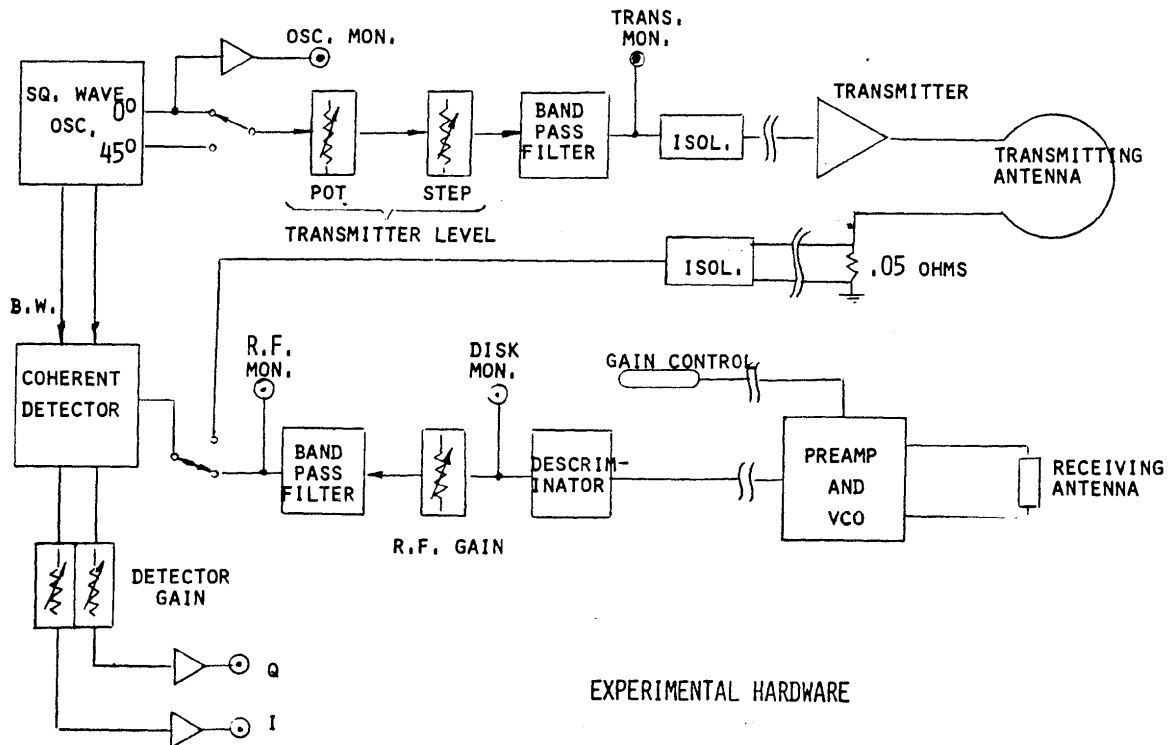 OSC. MON.
TRANS.
MON.
SQ. WAVE
OSC.
0º
45º
BAND
PASS
FILTER
ISOL.
TRANSMITTER
TRANSMITTING
ANTENNA
POT
STEP
TRANSMITTER LEVEL
ISOL.
.05 OHMS
B.W.
R.F.
MON.
DISK
MON.
GAIN CONTROL
COHERENT
DETECTOR
BAND
PASS
FILTER
DESCRIM-
INATOR
PREAMP
AND
VCO
RECEIVING
ANTENNA
R.F. GAIN
DETECTOR
GAIN
Q
I
EXPERIMENTAL HARDWARE